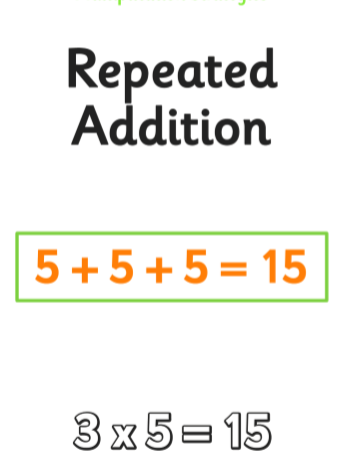 Repeated
Addition
5 + 5 + 5 = 15
3 x 5 = 15